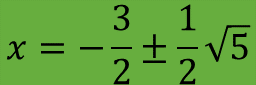 x = −3/2 ± 1/2√5